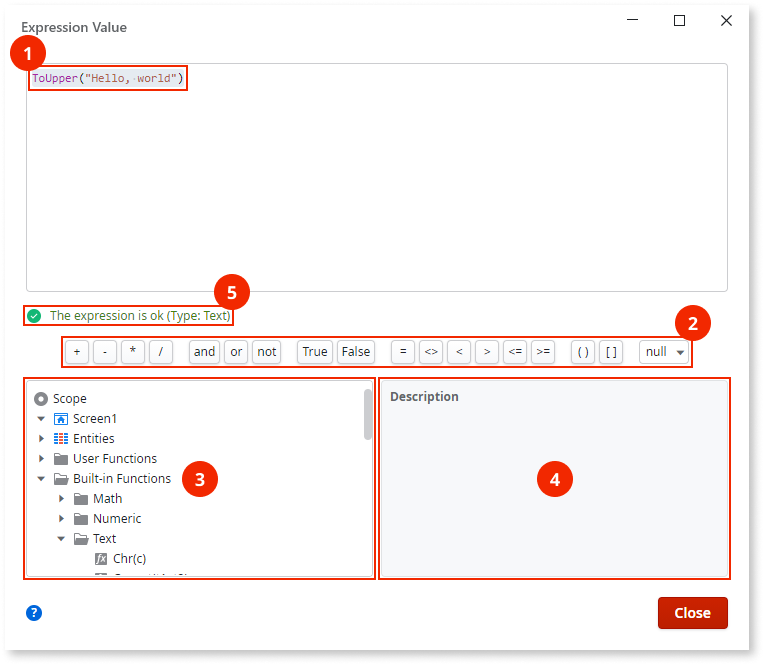 Expression Value
1
ToUpper("Hello, world")
5
The expression is ok (Type: Text)
2
+ - * / and or not True False = <> < > <= >= ( ) [ ] null
Scope
Description
Screen1
Entities
User Functions
Built-in Functions
3
4
Math
Numeric
Text
fx Chr(c)
?
Close